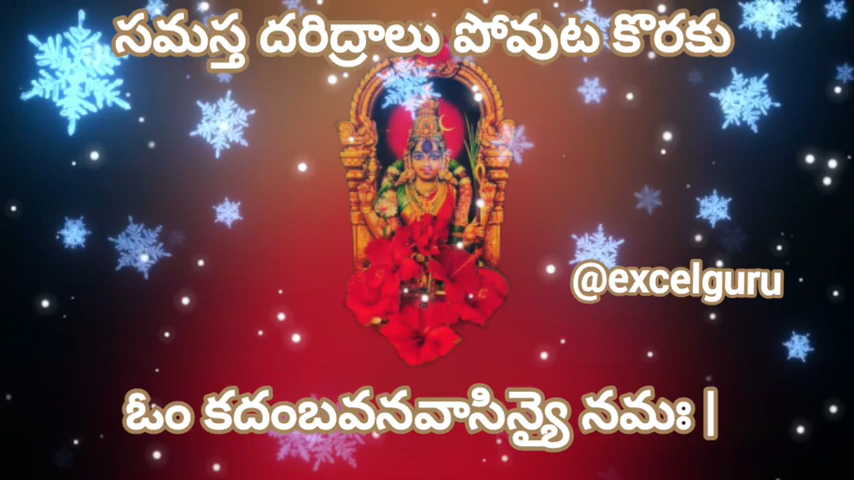 సమస్త దరిద్రాలు పోవుట కొరకు
@excelguru
ఓం కదంబవనవాసిన్యై నమః |